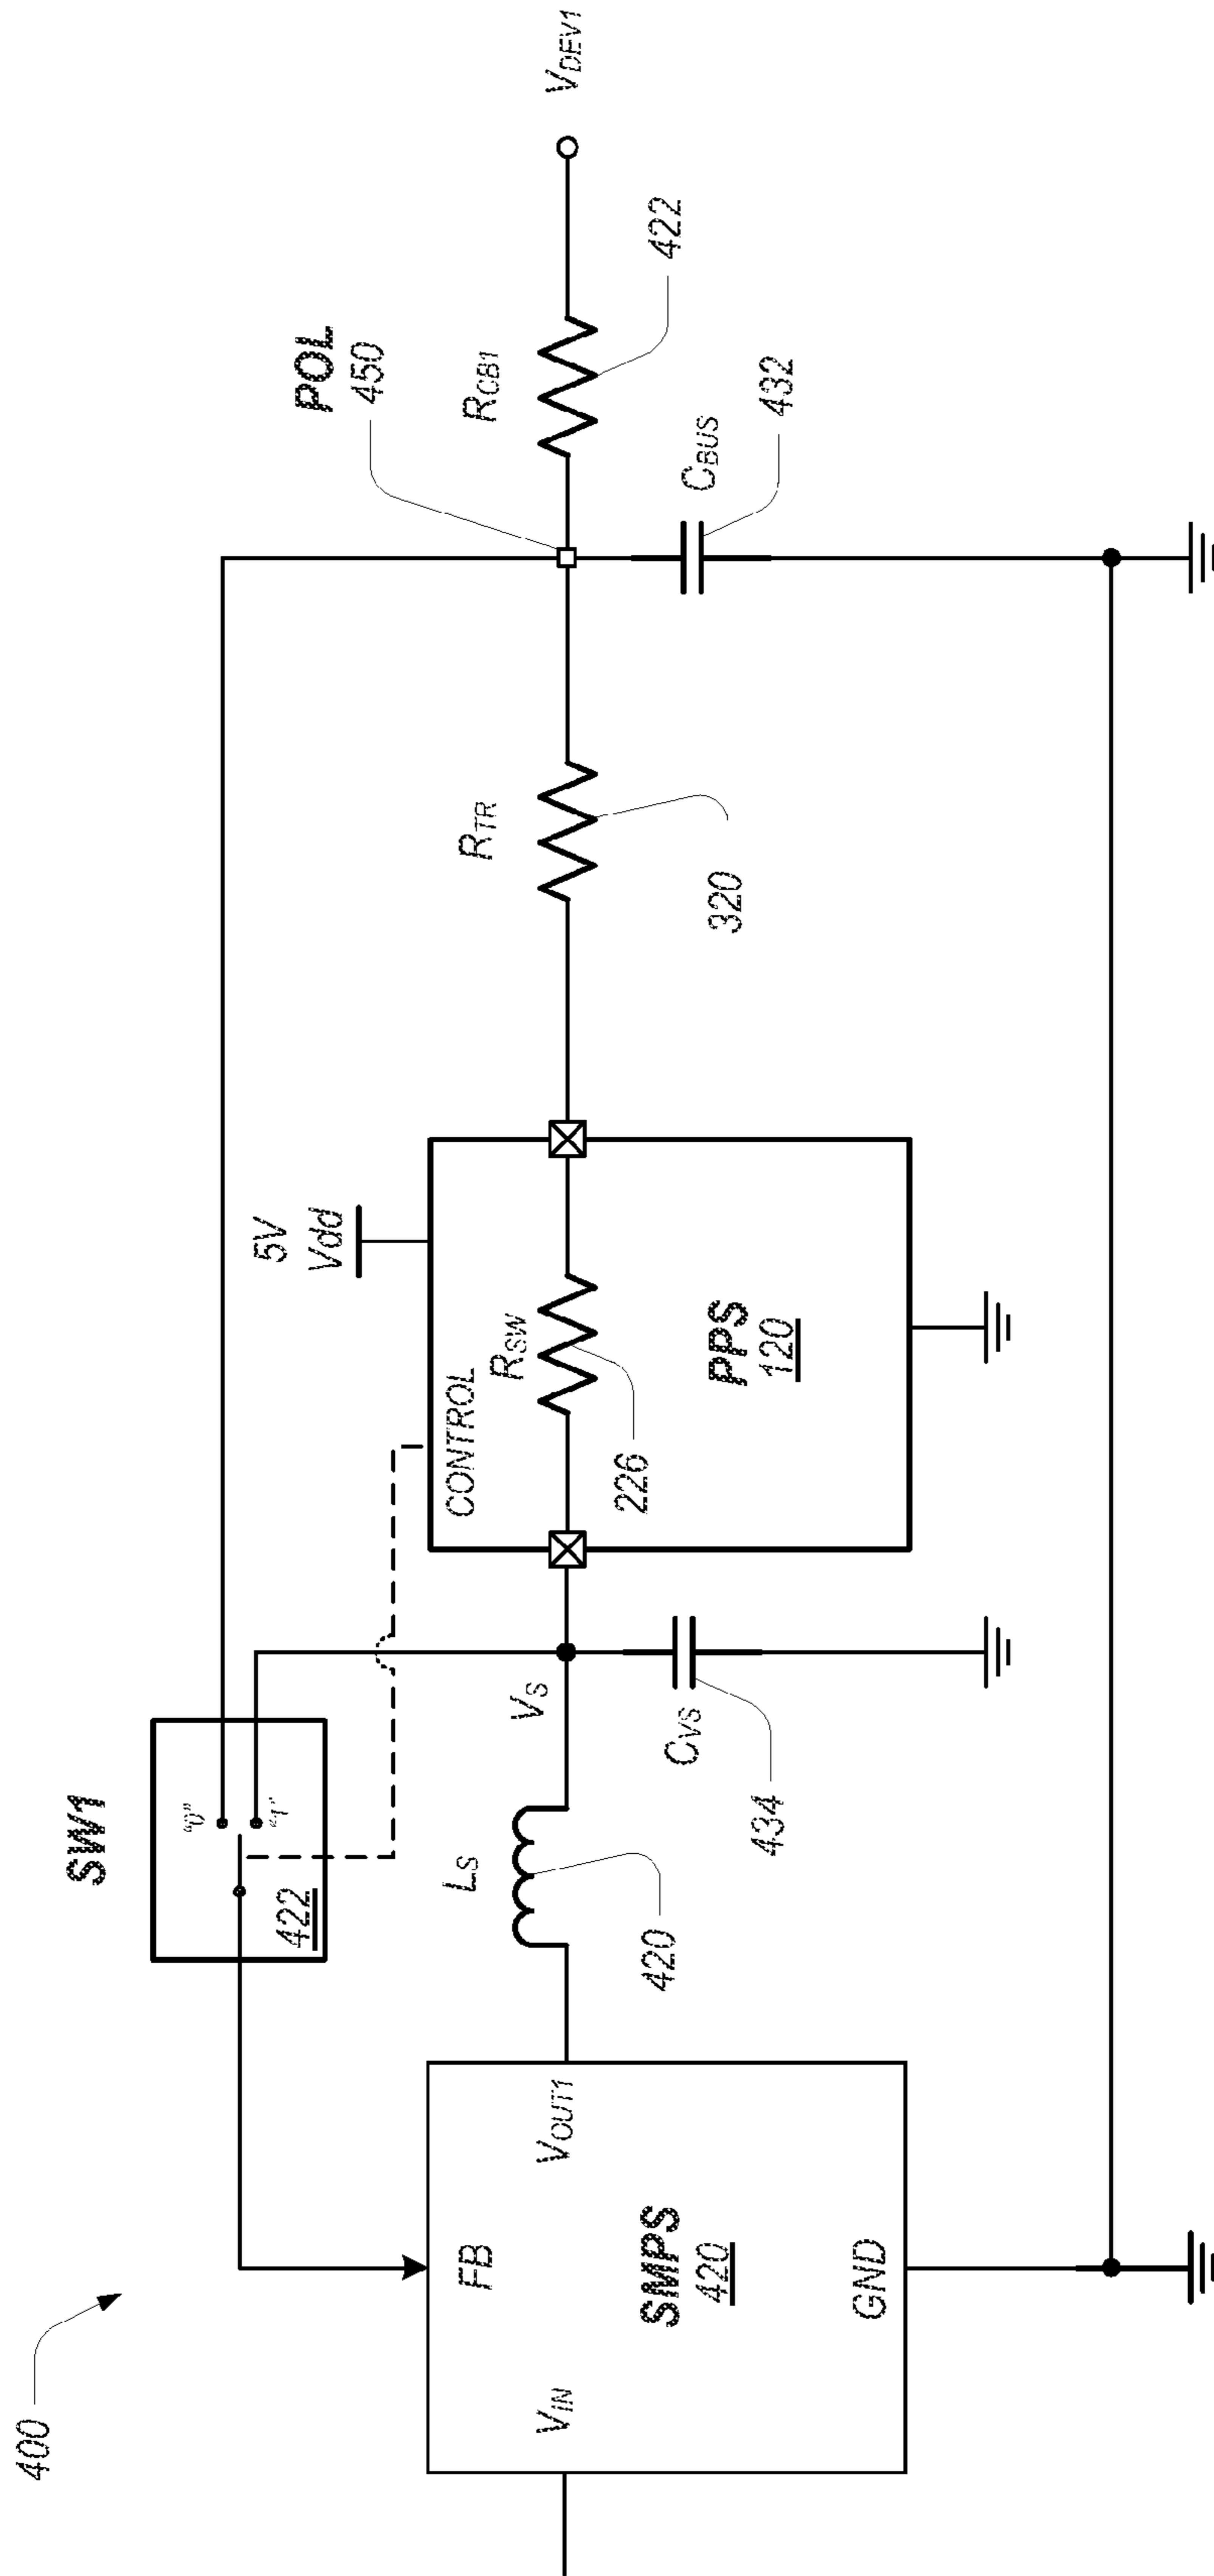 400
SW1
"0"
"1"
422
FB
VIN
VOUT1
SMPS
420
GND
LS
420
VS
CVS
434
5V
Vdd
CONTROL
RSW
226
PPS
120
RTR
320
POL
450
RCB1
422
CBUS
432
VDEV1